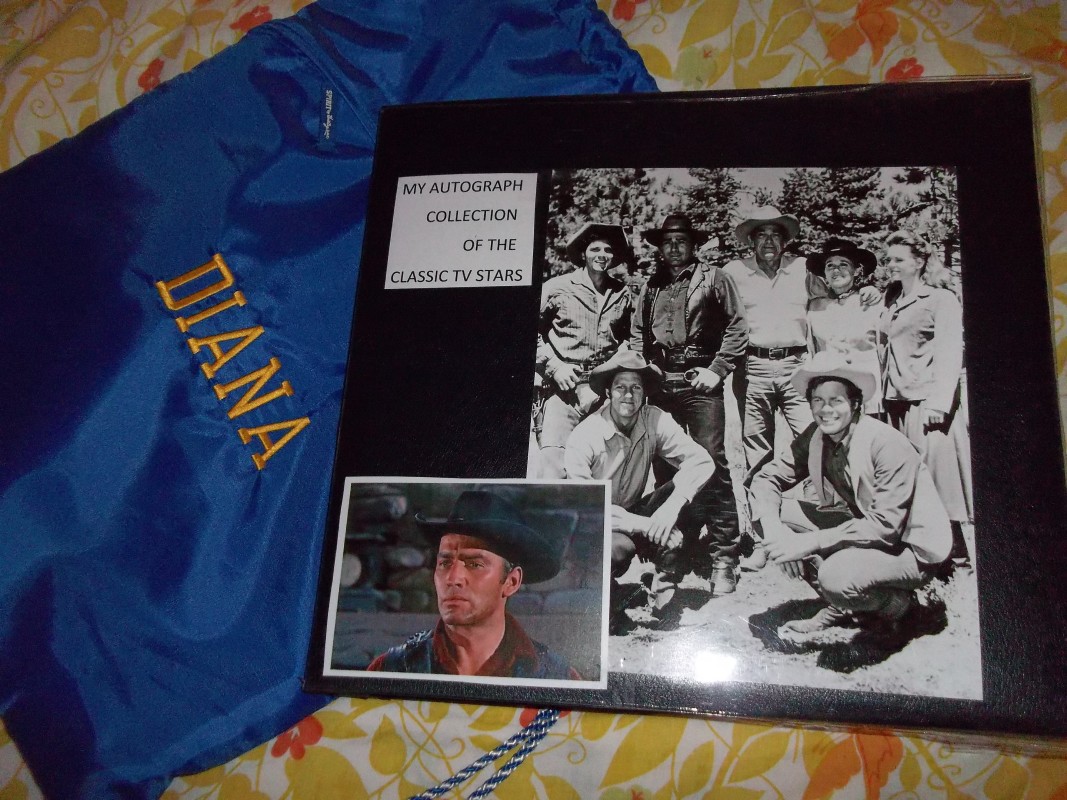 DIANA
MY AUTOGRAPH
COLLECTION
OF THE
CLASSIC TV STARS